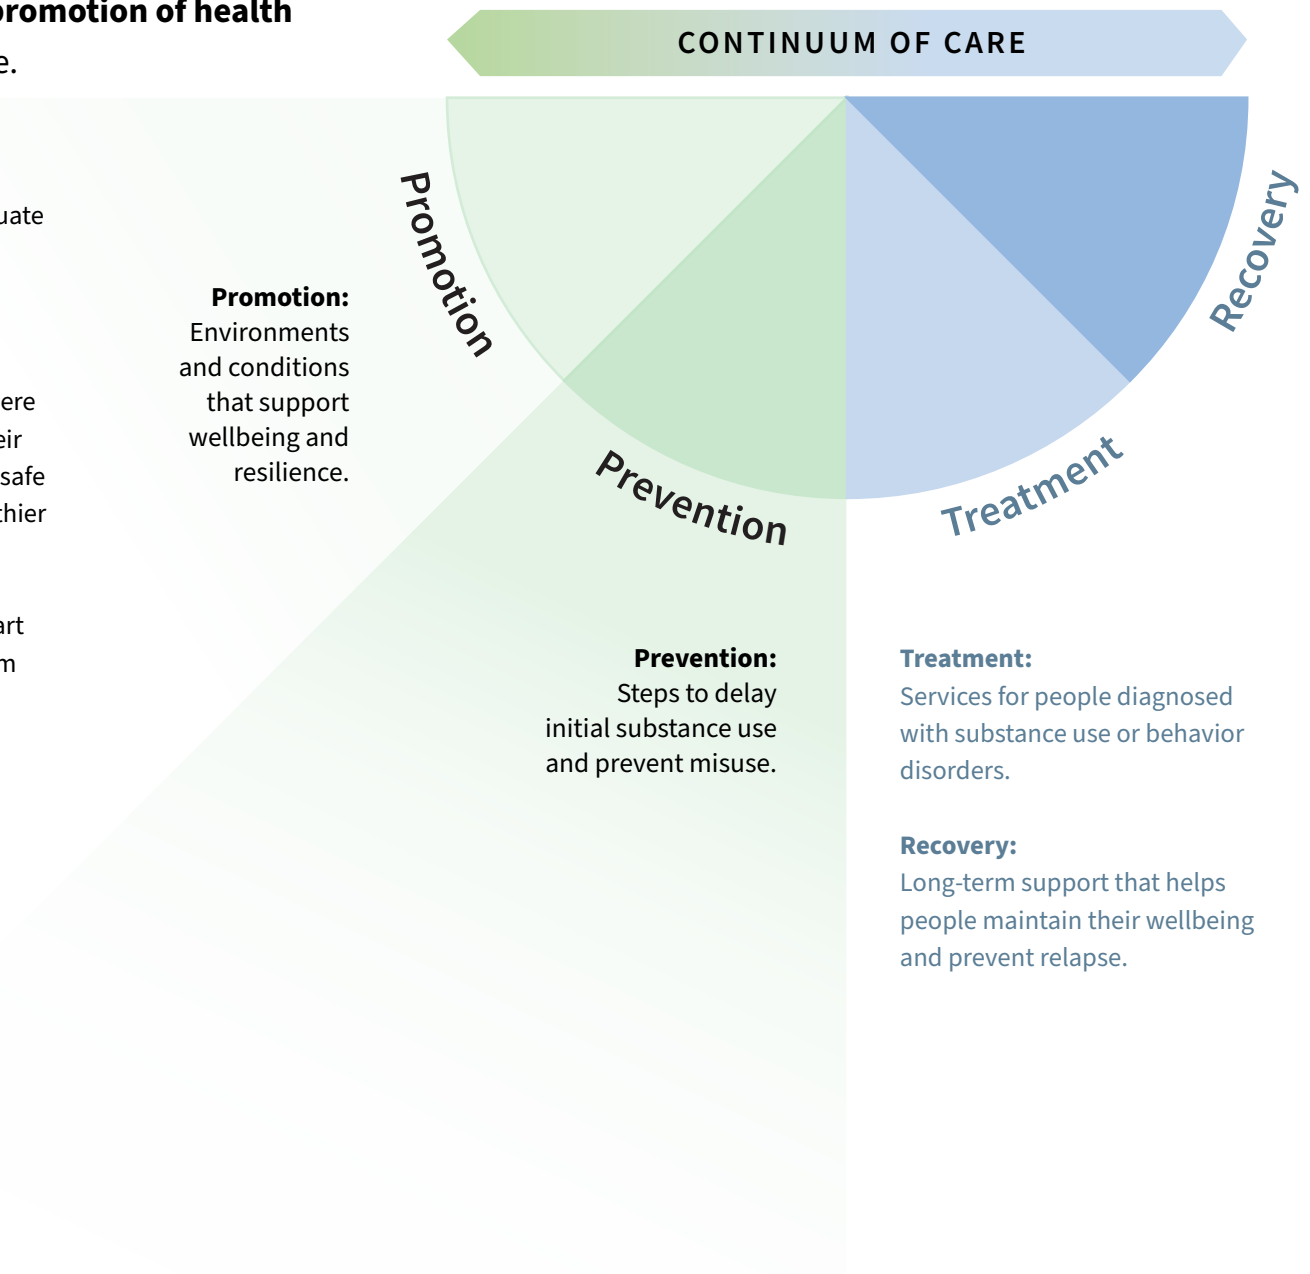 promotion of health
e.
CONTINUUM OF CARE
uate
ere
eir
safe
thier
art
m
Promotion
Prevention
Treatment
Recovery
Promotion:
Environments
and conditions
that support
wellbeing and
resilience.
Prevention:
Steps to delay
initial substance use
and prevent misuse.
Treatment:
Services for people diagnosed
with substance use or behavior
disorders.
Recovery:
Long-term support that helps
people maintain their wellbeing
and prevent relapse.